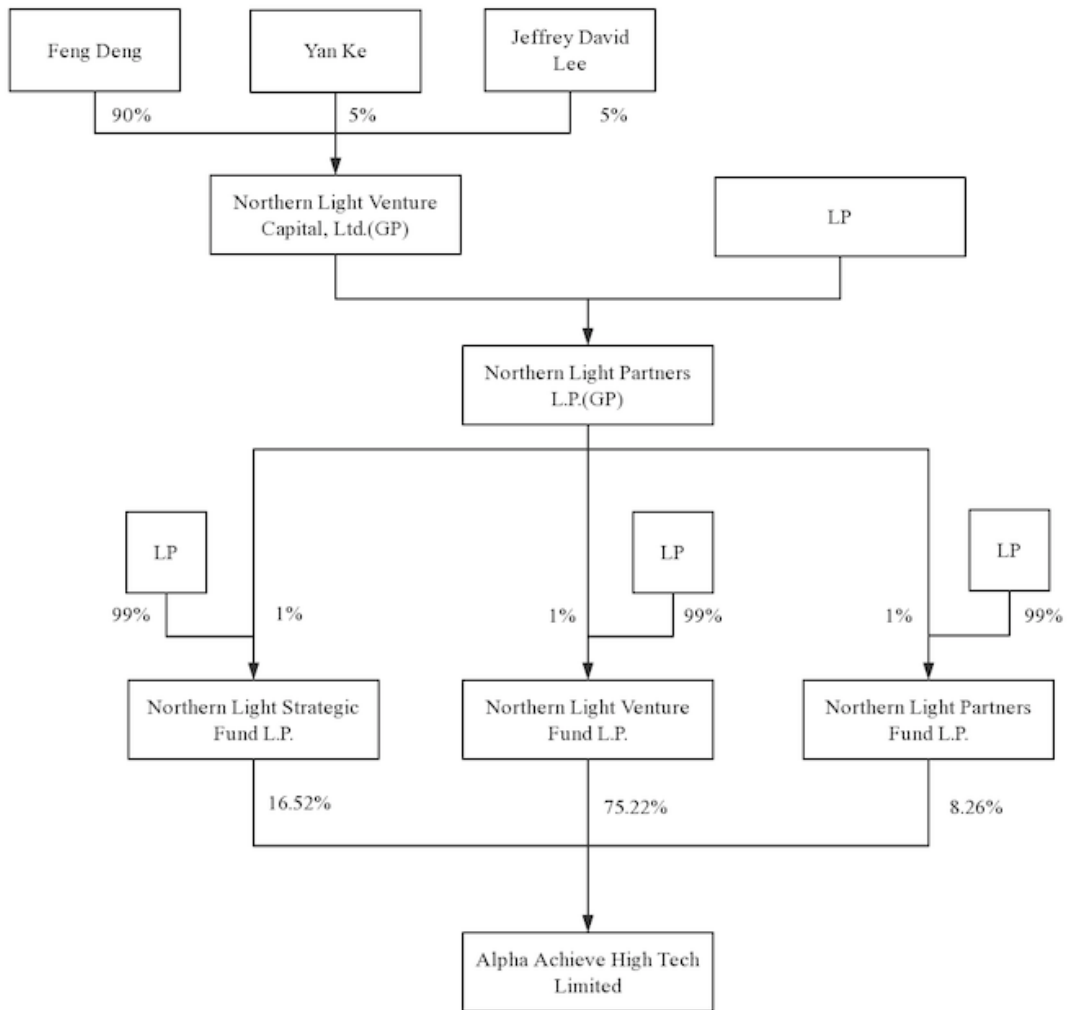 Feng Deng
Yan Ke
Jeffrey David
Lee
90%
5%
5%
Northern Light Venture
Capital, Ltd.(GP)
LP
Northern Light Partners
L.P.(GP)
LP
LP
LP
99%
1%
1%
99%
1%
99%
Northern Light Strategic
Fund L.P.
Northern Light Venture
Fund L.P.
Northern Light Partners
Fund L.P.
16.52%
75.22%
8.26%
Alpha Achieve High Tech
Limited